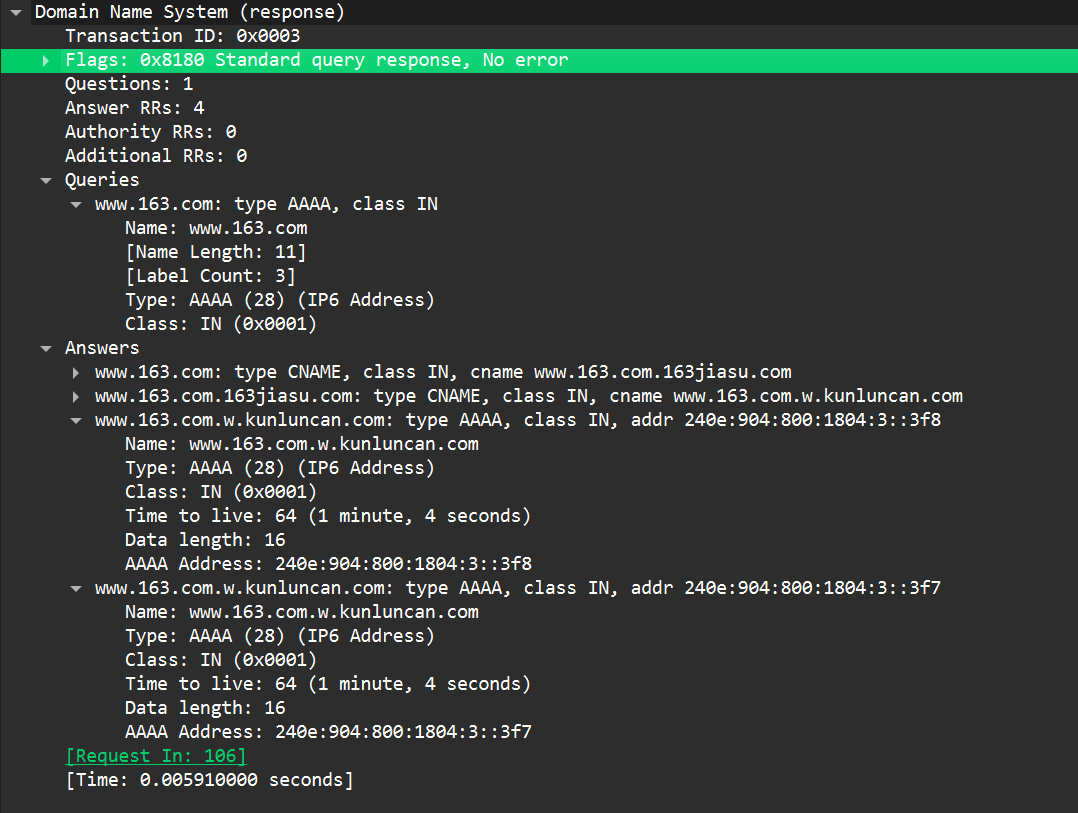 Domain Name System (response)
Transaction ID: 0x0003
Flags: 0x8180 Standard query response, No error
Questions: 1
Answer RRs: 4
Authority RRs: 0
Additional RRs: 0
Queries
www.163.com: type AAAA, class IN
Name: www.163.com
[Name Length: 11]
[Label Count: 3]
Type: AAAA (28) (IP6 Address)
Class: IN (0x0001)
Answers
www.163.com: type CNAME, class IN, cname www.163.com.163jiasu.com
www.163.com.163jiasu.com: type CNAME, class IN, cname www.163.com.w.kunluncan.com
www.163.com.w.kunluncan.com: type AAAA, class IN, addr 240e:904:800:1804:3::3f8
Name: www.163.com.w.kunluncan.com
Type: AAAA (28) (IP6 Address)
Class: IN (0x0001)
Time to live: 64 (1 minute, 4 seconds)
Data length: 16
AAAA Address: 240e:904:800:1804:3::3f8
www.163.com.w.kunluncan.com: type AAAA, class IN, addr 240e:904:800:1804:3::3f7
Name: www.163.com.w.kunluncan.com
Type: AAAA (28) (IP6 Address)
Class: IN (0x0001)
Time to live: 64 (1 minute, 4 seconds)
Data length: 16
AAAA Address: 240e:904:800:1804:3::3f7
[Request In: 106]
[Time: 0.005910000 seconds]